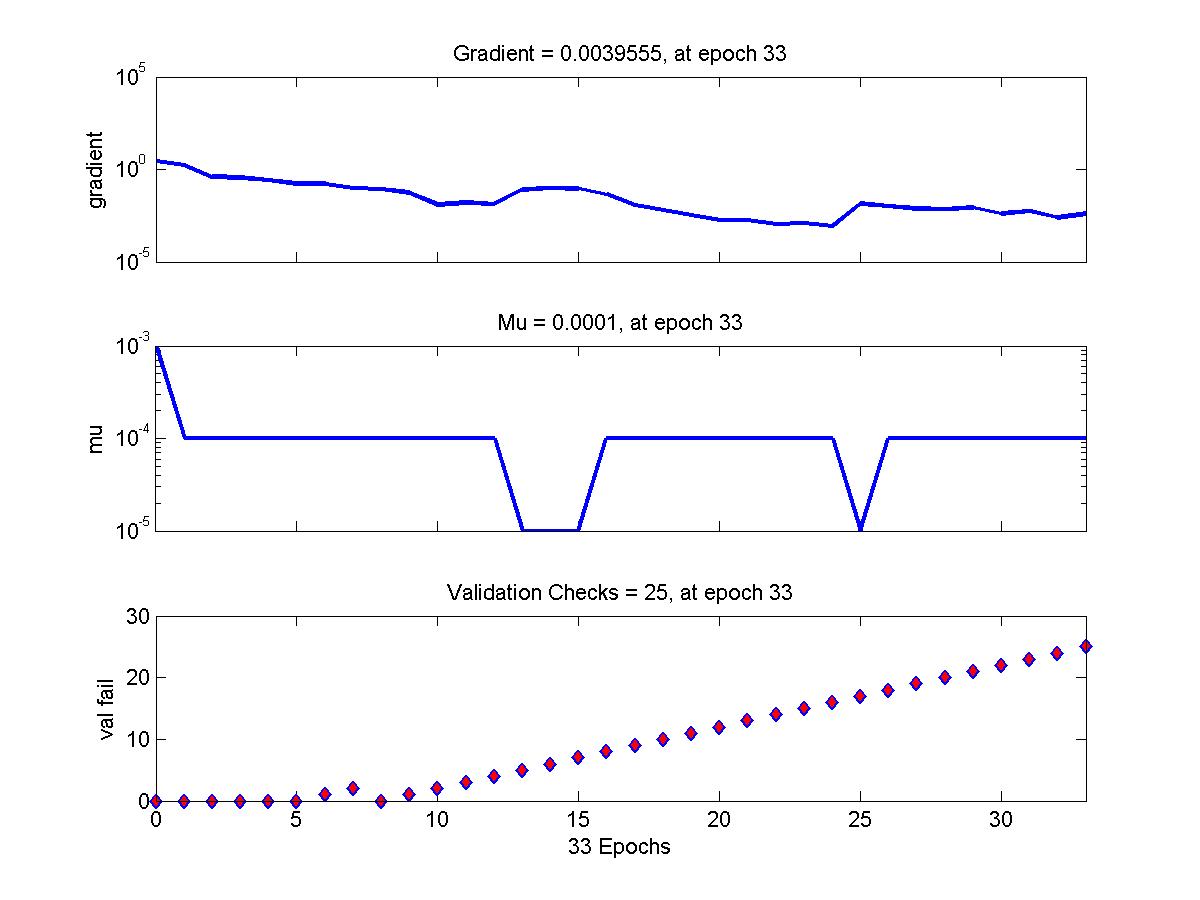 Gradient = 0.0039555, at epoch 33
10^5
10^0
10^-5
gradient
Mu = 0.0001, at epoch 33
10^-3
10^-4
10^-5
mu
Validation Checks = 25, at epoch 33
30
20
10
0
val fail
0 5 10 15 20 25 30
33 Epochs